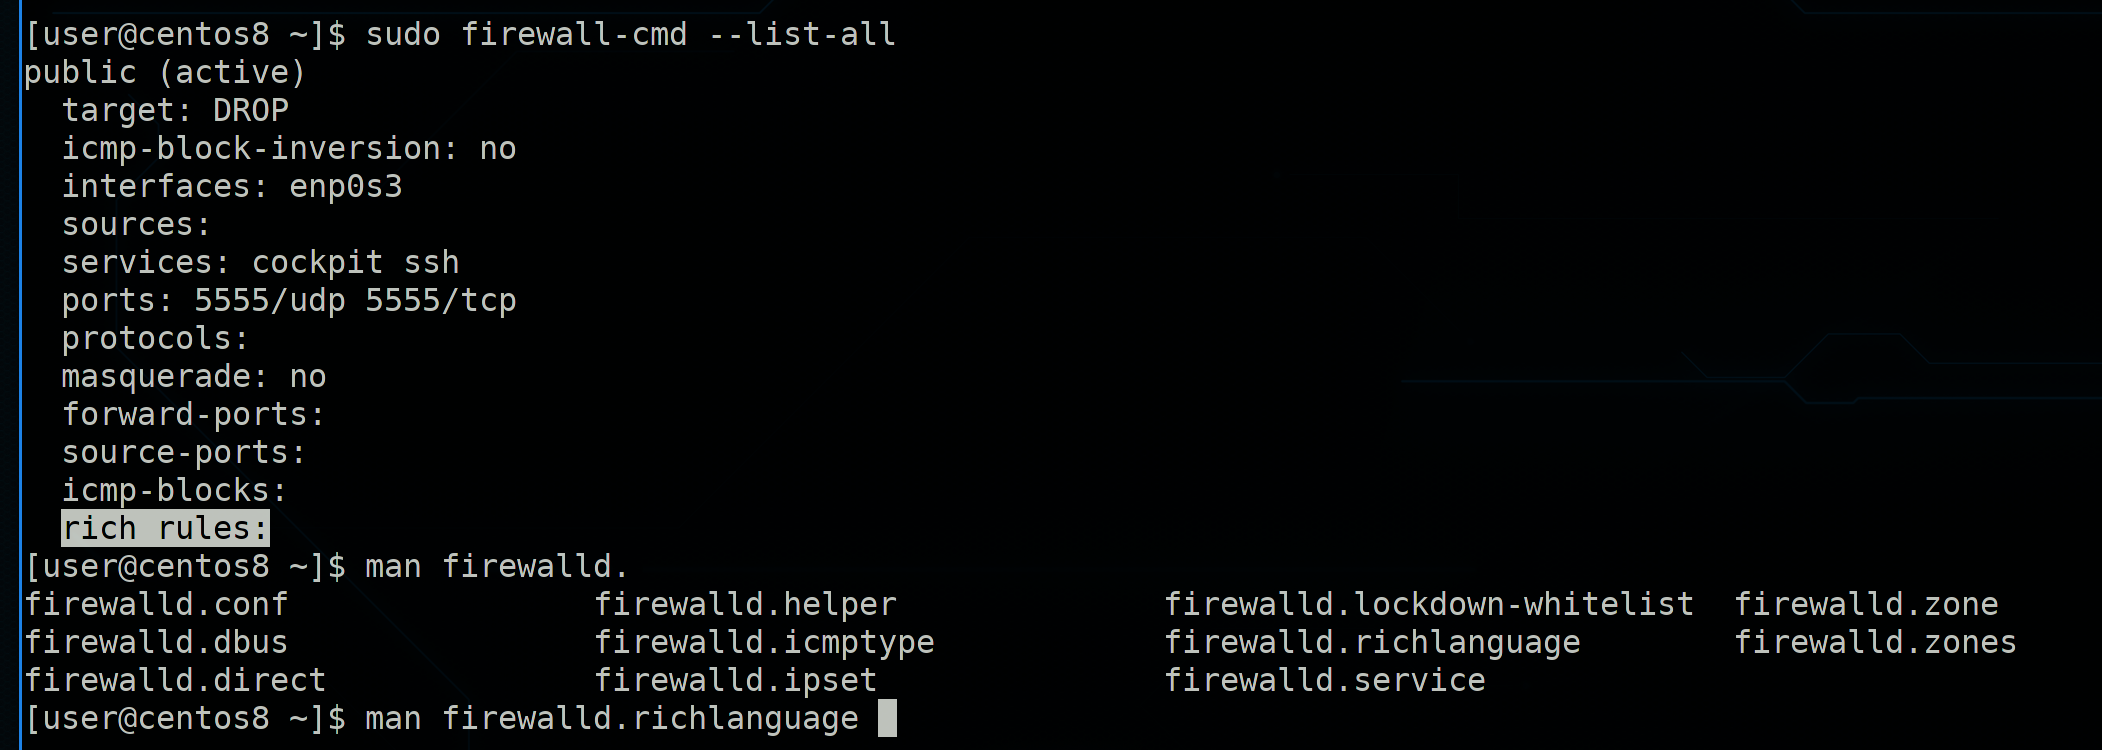 [user@centos8 ~]$ sudo firewall-cmd --list-all
public (active)
  target: DROP
  icmp-block-inversion: no
  interfaces: enp0s3
  sources:
  services: cockpit ssh
  ports: 5555/udp 5555/tcp
  protocols:
  masquerade: no
  forward-ports:
  source-ports:
  icmp-blocks:
  rich rules:
[user@centos8 ~]$ man firewalld.
firewalld.conf                firewalld.helper              firewalld.lockdown-whitelist  firewalld.zone
firewalld.dbus                firewalld.icmptype            firewalld.richlanguage        firewalld.zones
firewalld.direct              firewalld.ipset               firewalld.service
[user@centos8 ~]$ man firewalld.richlanguage